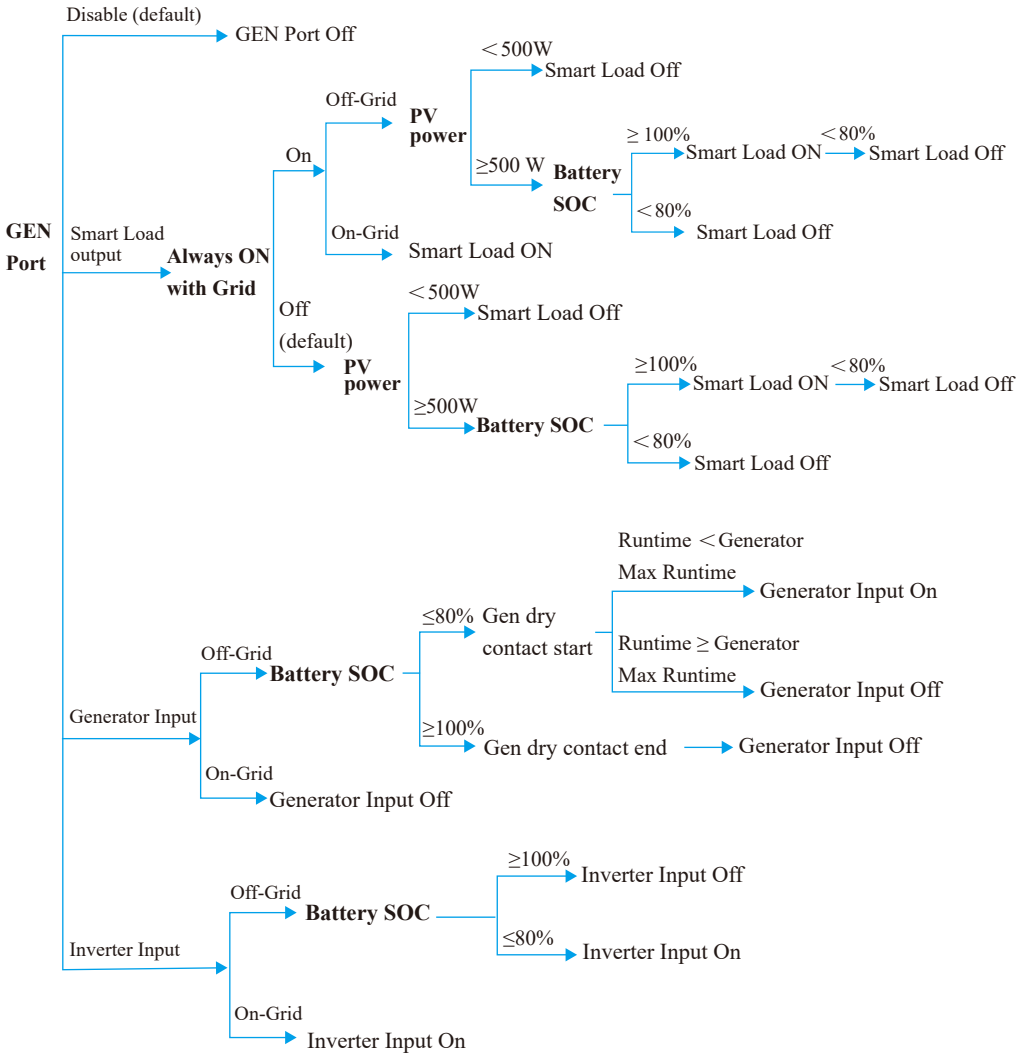 Disable (default)
GEN Port Off
<500W
Smart Load Off
Off-Grid
PV
power
≥ 100%
<80%
Smart Load ON
Smart Load Off
On
≥500 W
Battery
SOC
<80%
Smart Load Off
GEN
Port
Smart Load
output
Always ON
with Grid
On-Grid
Smart Load ON
<500W
Smart Load Off
Off
(default)
PV
power
≥100%
<80%
Smart Load ON
Smart Load Off
≥500W
Battery SOC
<80%
Smart Load Off
Runtime <Generator
Max Runtime
Generator Input On
≤80%
Gen dry
contact start
Runtime ≥ Generator
Max Runtime
Generator Input Off
Off-Grid
Battery SOC
Generator Input
≥100%
Gen dry contact end
Generator Input Off
On-Grid
Generator Input Off
≥100%
Inverter Input Off
Off-Grid
Battery SOC
≤80%
Inverter Input On
Inverter Input
On-Grid
Inverter Input On